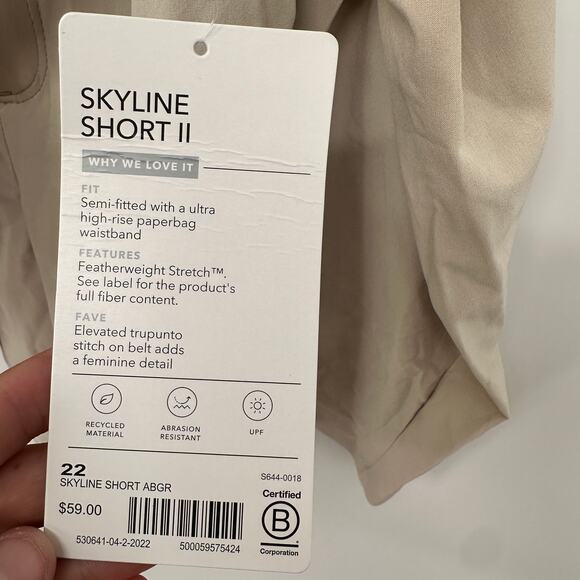 SKYLINE
SHORT II
WHY WE LOVE IT
FIT
Semi-fitted with a ultra
high-rise paperbag
waistband
FEATURES
Featherweight Stretch™.
See label for the product's
full fiber content.
FAVE
Elevated trupunto
stitch on belt adds
a feminine detail
RECYCLED
MATERIAL
ABRASION
RESISTANT
UPF
22
SKYLINE SHORT ABGR
S644-0018
$59.00
530641-04-2-2022
500059575424
Certified
B
Corporation